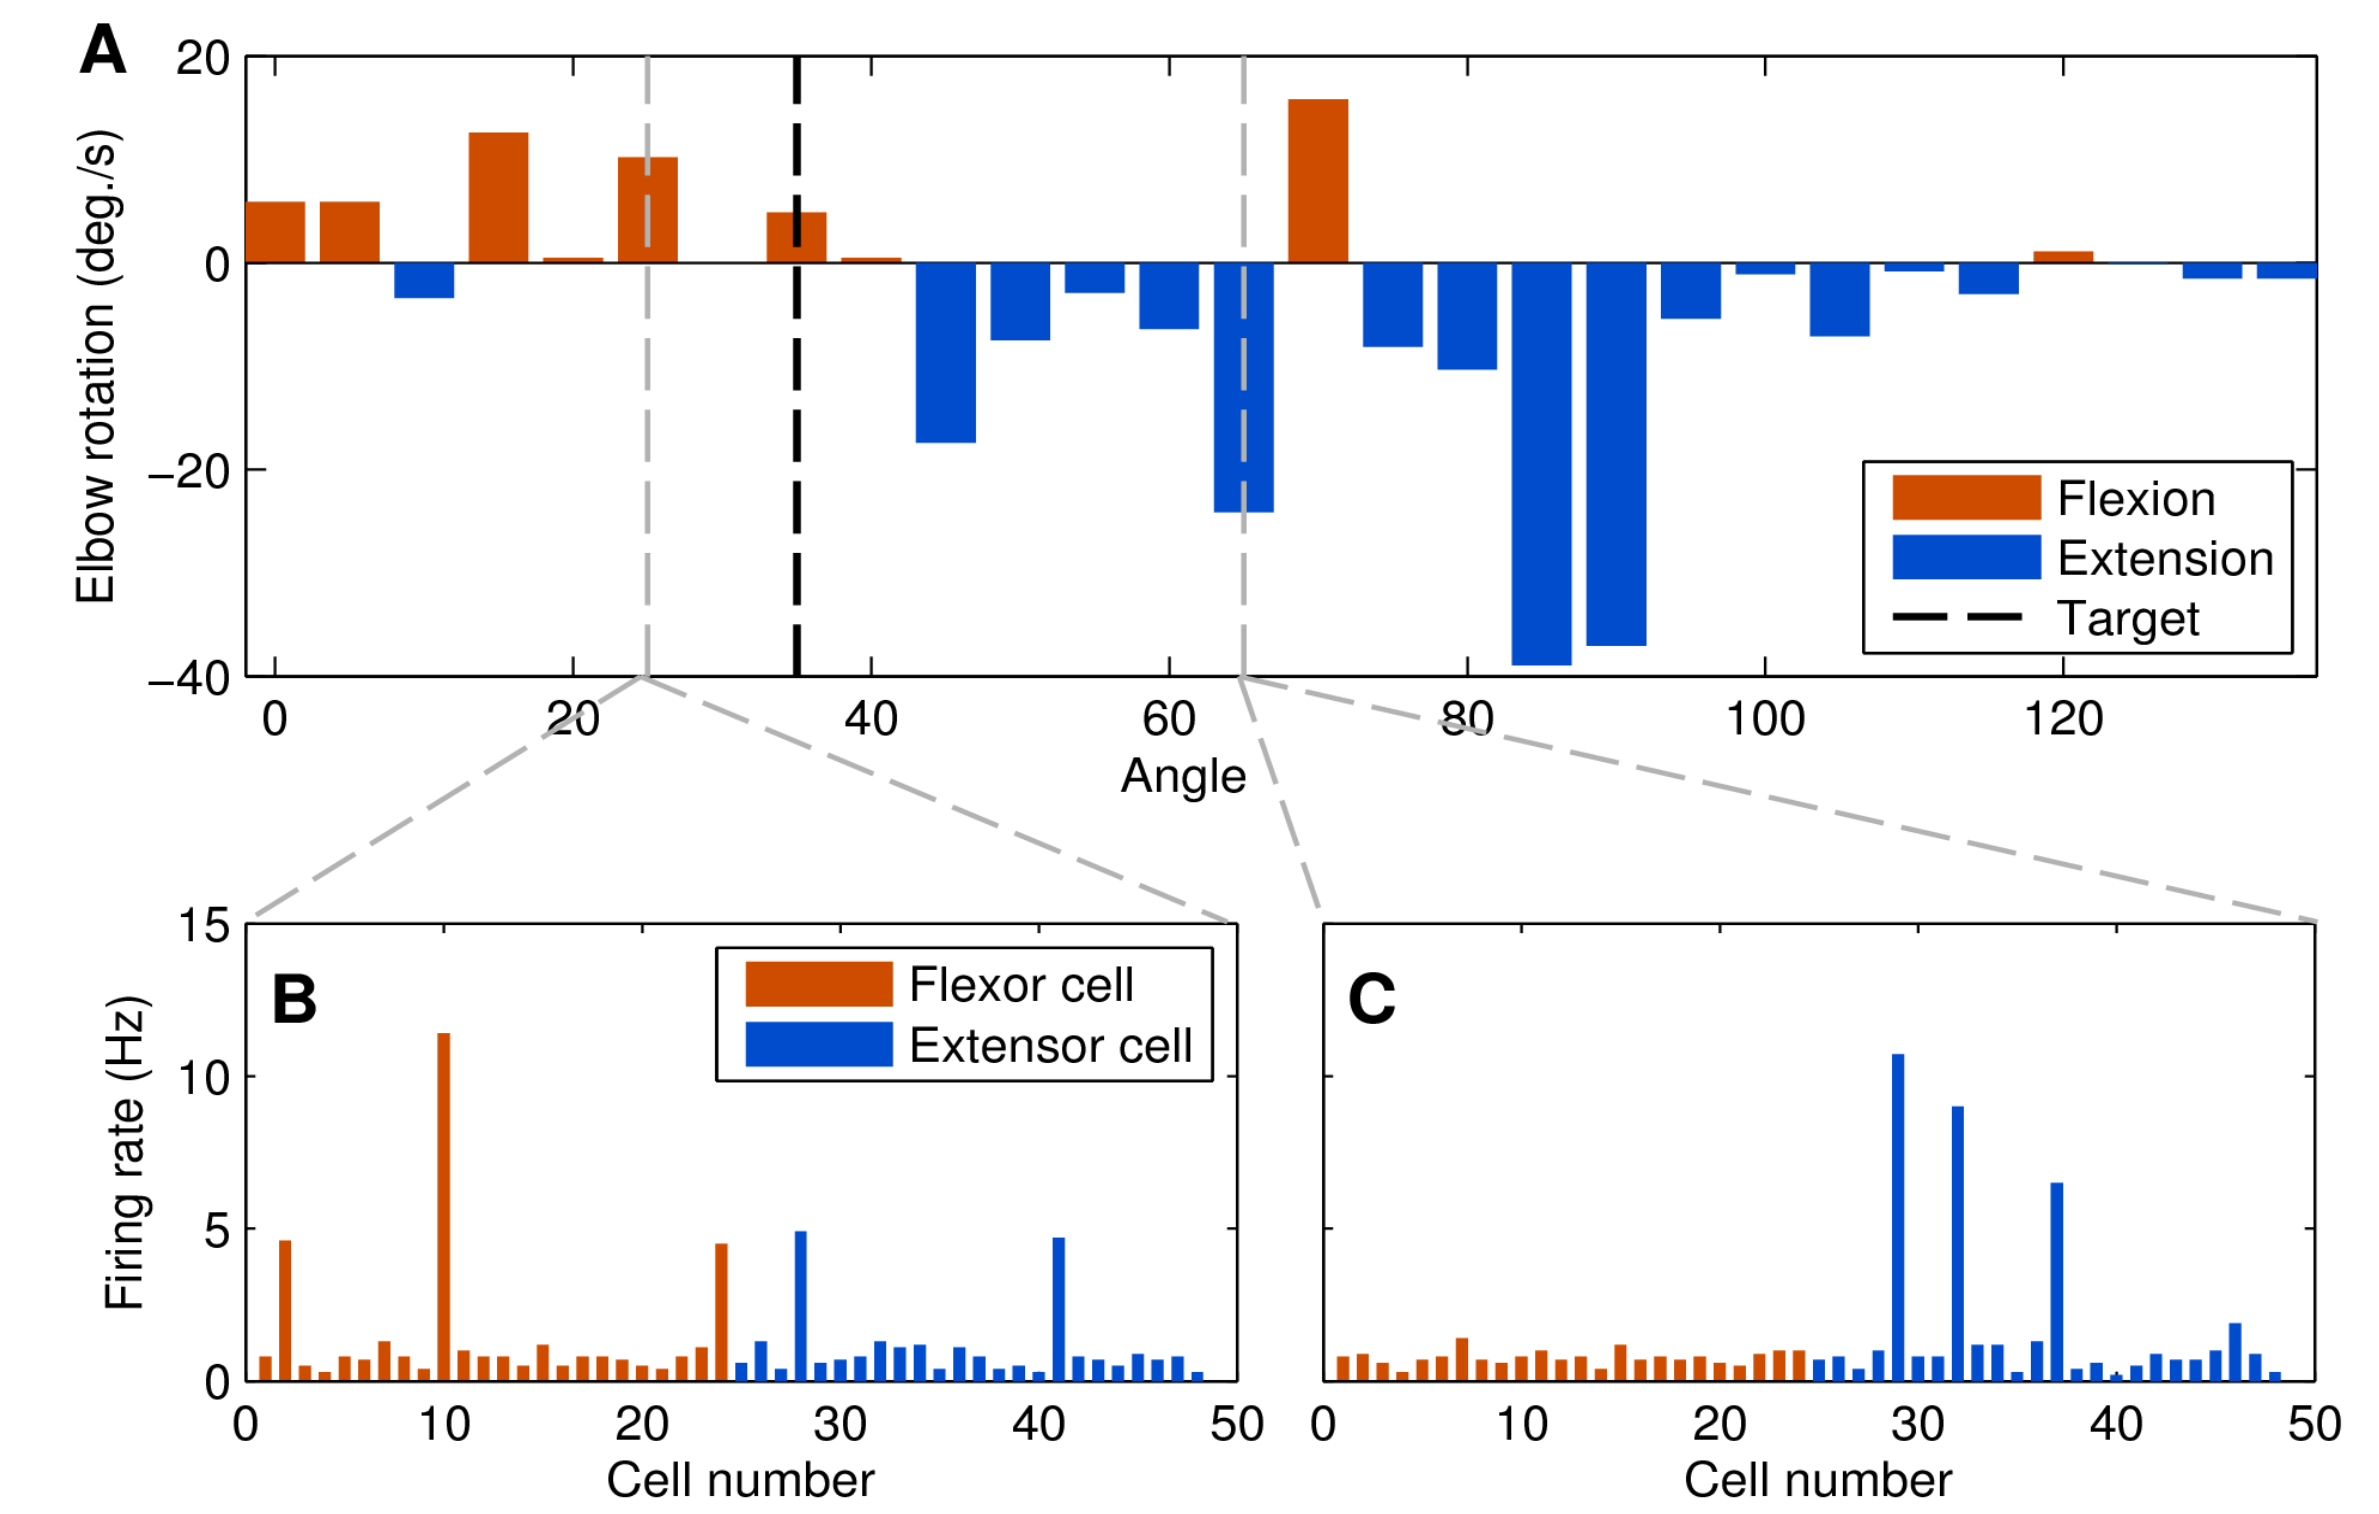 A
Elbow rotation (deg./s)
20
0
−20
−40
Flexion
Extension
Target
0 20 40 60 80 100 120
Angle
Firing rate (Hz)
15
10
5
0
B
Flexor cell
Extensor cell
0 10 20 30 40 50
Cell number
C
0 10 20 30 40 50
Cell number